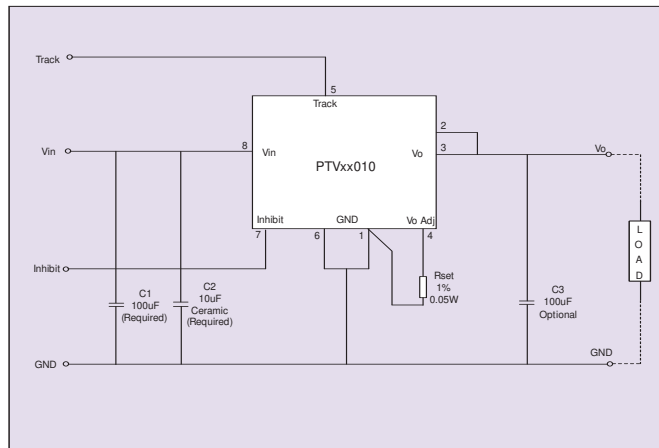 Track
5
Track
2
Vin
8
Vin
Vo
3
Vo
PTVxx010
Inhibit
GND
Vo Adj
7
6
1
4
LOAD
Inhibit
C1
100uF
(Required)
C2
10uF
Ceramic
(Required)
Rset
1%
0.05W
C3
100uF
Optional
GND
GND